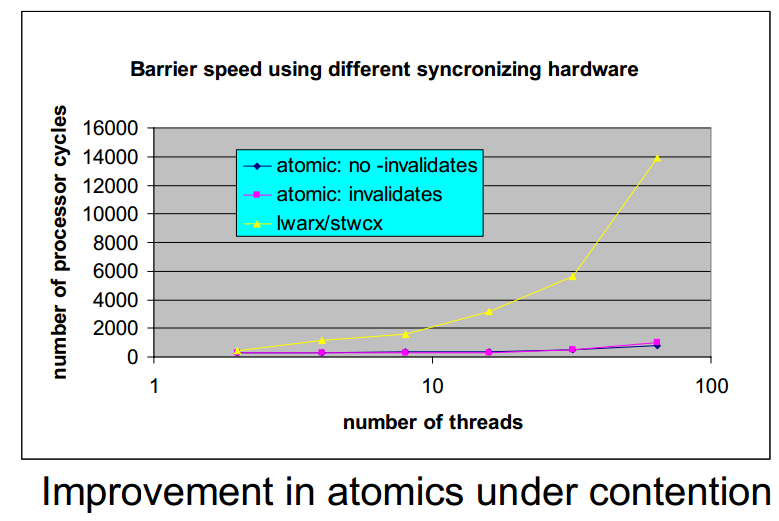 Barrier speed using different syncronizing hardware
number of processor cycles
16000
14000
12000
10000
8000
6000
4000
2000
0
atomic: no -invalidates
atomic: invalidates
lwarx/stwcx
1 10 100
number of threads
Improvement in atomics under contention